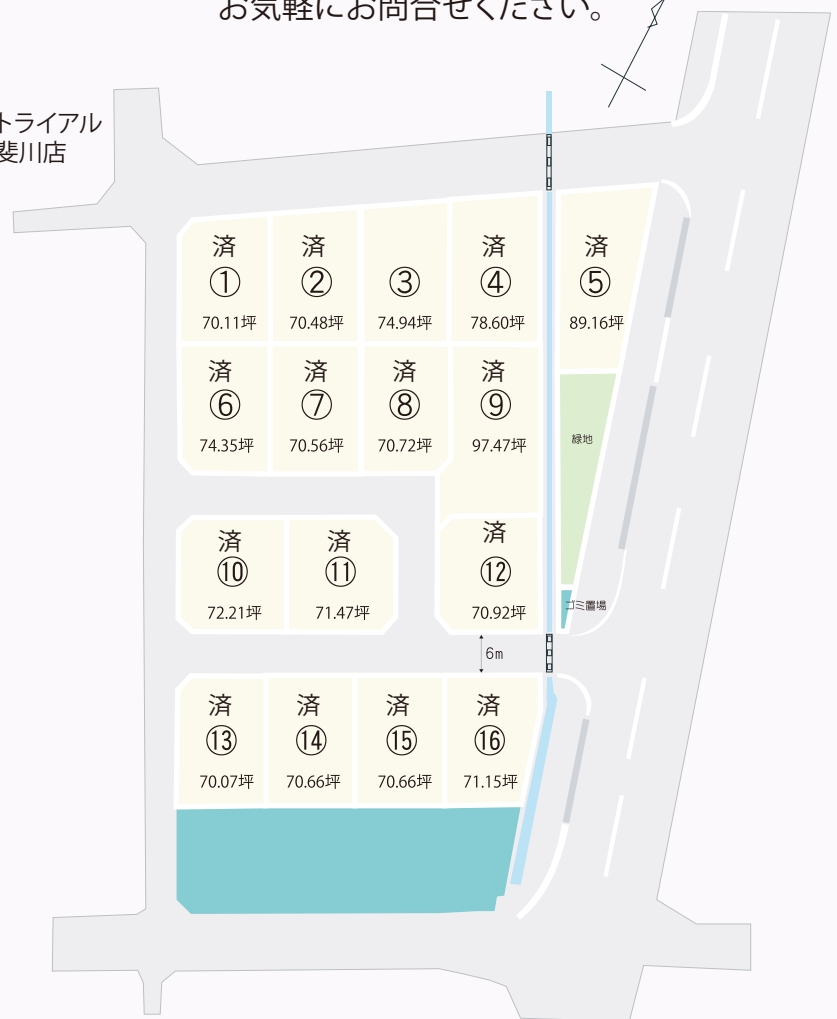 お気軽にお問合せください。
トライアル
斐川店
済
①
70.11坪
済
②
70.48坪
③
74.94坪
済
④
78.60坪
済
⑤
89.16坪
済
⑥
74.35坪
済
⑦
70.56坪
済
⑧
70.72坪
済
⑨
97.47坪
緑地
済
⑩
72.21坪
済
⑪
71.47坪
済
⑫
70.92坪
ゴミ置場
6m
済
⑬
70.07坪
済
⑭
70.66坪
済
⑮
70.66坪
済
⑯
71.15坪